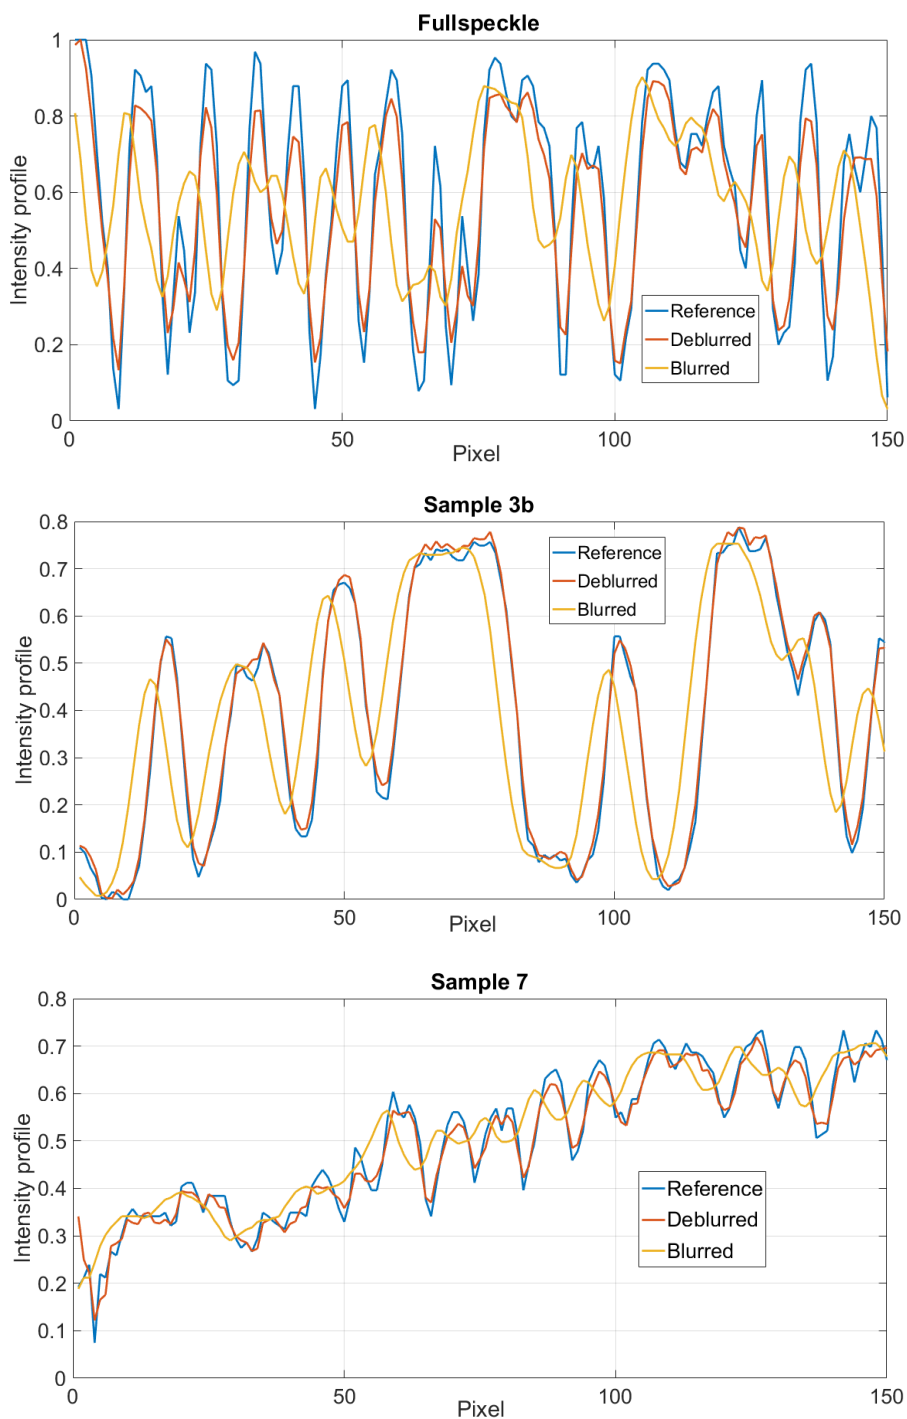 Fullspeckle
1
0.8
0.6
0.4
0.2
0
Intensity profile
Reference
Deblurred
Blurred
0 50 100 150
Pixel
Sample 3b
0.8
0.7
0.6
0.5
0.4
0.3
0.2
0.1
0
Intensity profile
Reference
Deblurred
Blurred
0 50 100 150
Pixel
Sample 7
0.8
0.7
0.6
0.5
0.4
0.3
0.2
0.1
0
Intensity profile
Reference
Deblurred
Blurred
0 50 100 150
Pixel